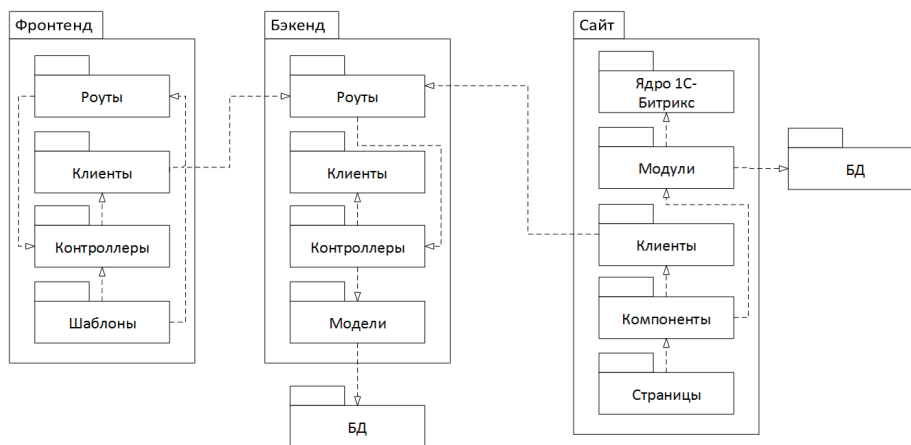 Фронтенд
Роуты
Клиенты
Контроллеры
Шаблоны
Бэкенд
Роуты
Клиенты
Контроллеры
Модели
БД
Сайт
Ядро 1С-
Битрикс
Модули
Клиенты
Компоненты
Страницы
БД